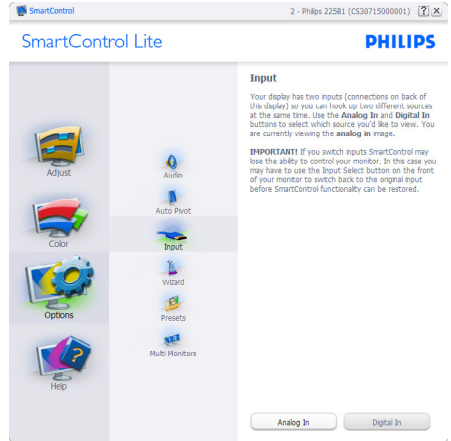 SmartControl
2 - Philips 225B1 (CS30715000001)
SmartControl Lite
PHILIPS
Adjust
Color
Options
Help
Audio
Auto Pivot
Input
Wizard
Presets
Multi Monitors
Input
Your display has two inputs (connections on back of
this display) so you can hook up two different sources
at the same time. Use the Analog In and Digital In
buttons to select which source you'd like to view. You
are currently viewing the analog in image.
IMPORTANT! If you switch inputs SmartControl may
lose the ability to control your monitor. In this case you
may have to use the Input Select button on the front
of your monitor to switch back to the original input
before SmartControl functionality can be restored.
Analog In
Digital In